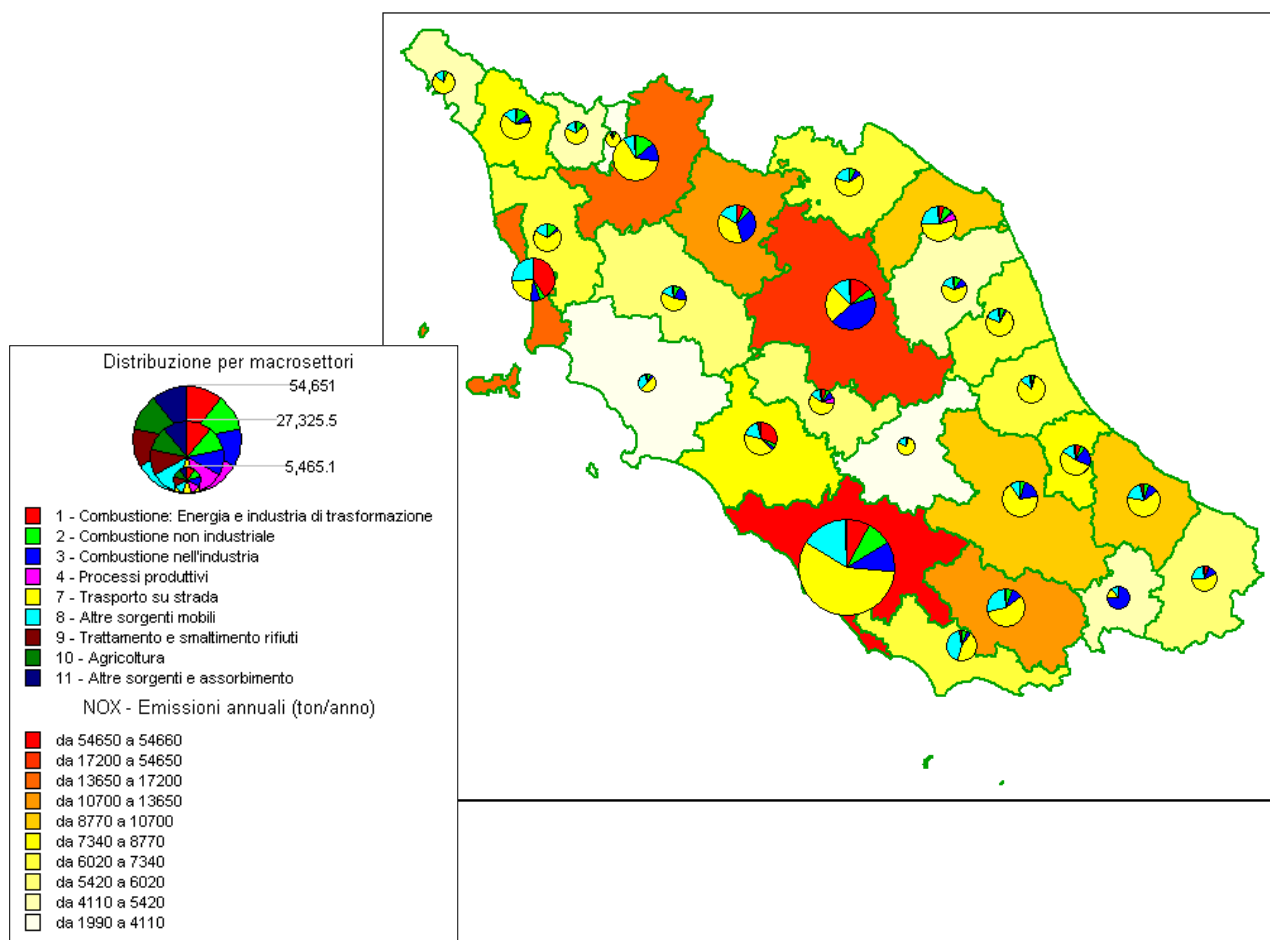 Distribuzione per macrosettori
54,651
27,325.5
5,465.1
1 - Combustione: Energia e industria di trasformazione
2 - Combustione non industriale
3 - Combustione nell'industria
4 - Processi produttivi
7 - Trasporto su strada
8 - Altre sorgenti mobili
9 - Trattamento e smaltimento rifiuti
10 - Agricoltura
11 - Altre sorgenti e assorbimento
NOX - Emissioni annuali (ton/anno)
da 54650 a 54660
da 17200 a 54650
da 13650 a 17200
da 10700 a 13650
da 8770 a 10700
da 7340 a 8770
da 6020 a 7340
da 5420 a 6020
da 4110 a 5420
da 1990 a 4110